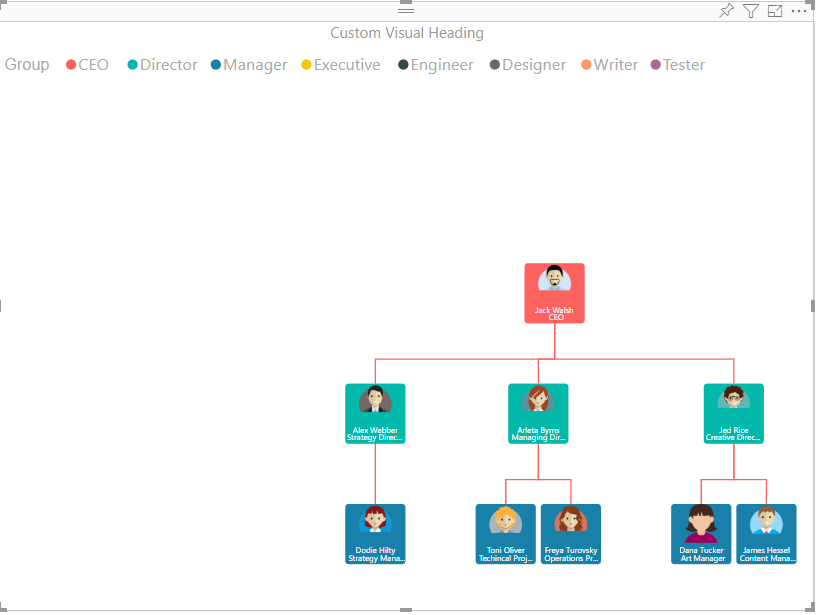 Custom Visual Heading
Group CEO Director Manager Executive Engineer Designer Writer Tester
Jack Walsh
CEO
Alex Webber
Strategy Direc...
Arleta Byrns
Managing Dir...
Jed Rice
Creative Direc...
Dodie Hilty
Strategy Mana...
Toni Oliver
Techincal Proj...
Freya Turovsky
Operations Pr...
Dana Tucker
Art Manager
James Hessel
Content Mana...